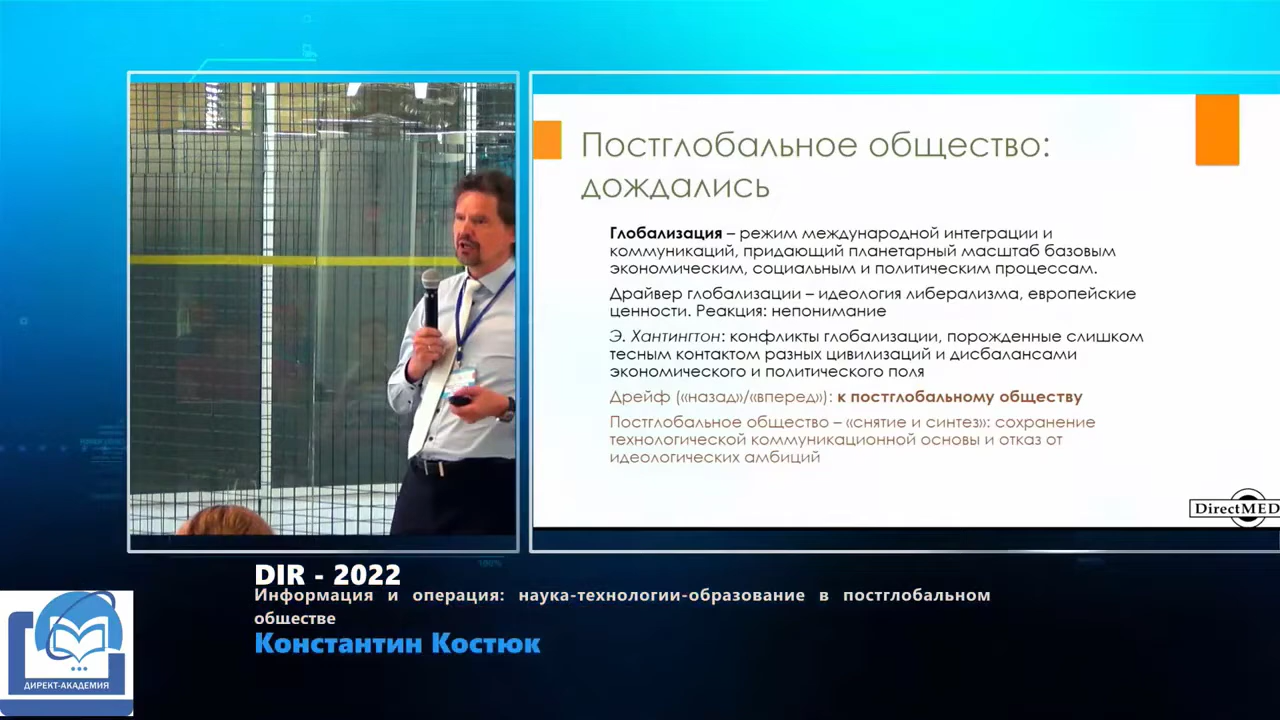 Постглобальное общество:
дождались
Глобализация – режим международной интеграции и
коммуникаций, придающий планетарный масштаб базовым
экономическим, социальным и политическим процессам.
Драйвер глобализации – идеология либерализма, европейские
ценности. Реакция: непонимание
Э. Хантингтон: конфликты глобализации, порожденные слишком
тесным контактом разных цивилизаций и дисбалансами
экономического и политического поля
Дрейф («назад»/«вперед»): к постглобальному обществу
Постглобальное общество – «снятие и синтез»: сохранение
технологической коммуникационной основы и отказ от
идеологических амбиций
DirectMED
DIR - 2022
Информация и операция: наука-технологии-образование в постглобальном
обществе
Константин Костюк
ДИРЕКТ-АКАДЕМИЯ
100%